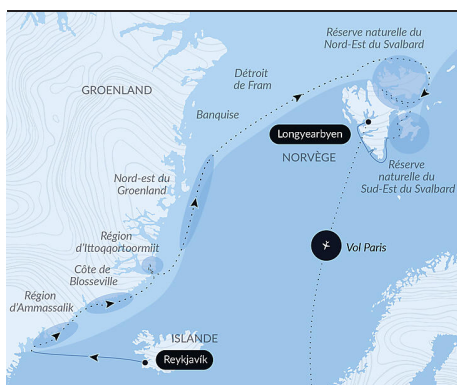 Réserve naturelle du
Nord-Est du Svalbard
Détroit
de Fram
GROENLAND
Banquise
Longyearbyen
NORVÈGE
Réserve
naturelle du
Sud-Est du Svalbard
Nord-est du
Groenland
Région
d'Ittoqqortoormiit
Vol Paris
Côte de
Blosseville
Région
d'Ammassalik
ISLANDE
Reykjavík